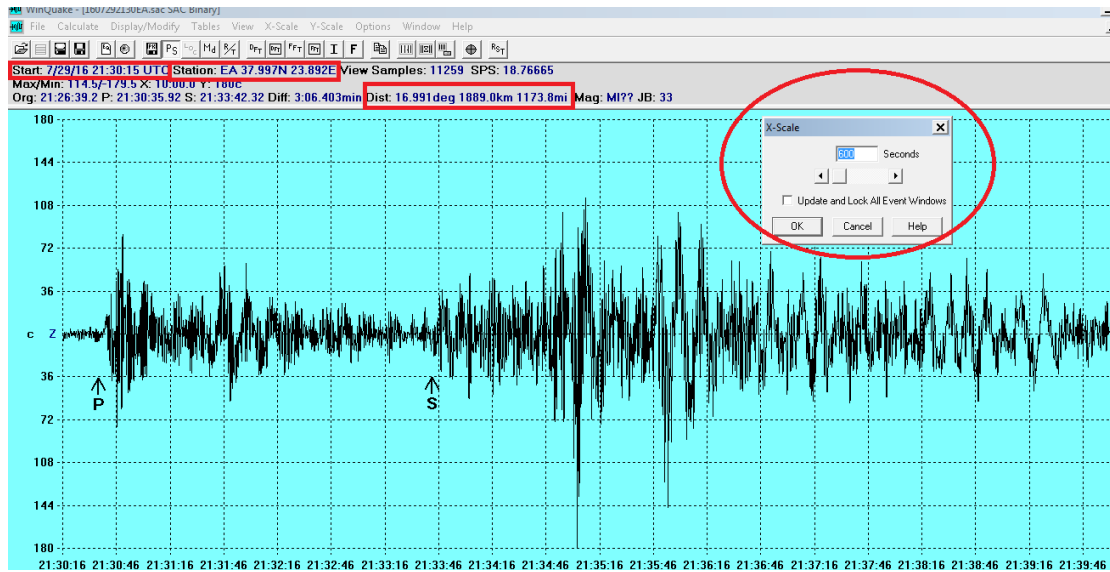 WinQuake - [1607292130EA.sac SAC Binary]
File Calculate Display/Modify Tables View X-Scale Y-Scale Options Window Help
PS Md DFT FFT I F RST
Start: 7/29/16 21:30:15 UTC Station: EA 37.997N 23.892E View Samples: 11259 SPS: 18.76665
Max/Min: 114.5/-179.5 X: 10:00.0 Y: 180c
Org: 21:26:39.2 P: 21:30:35.92 S: 21:33:42.32 Diff: 3:06.403min Dist: 16.991deg 1889.0km 1173.8mi Mag: Ml?? JB: 33
180
X-Scale
600 Seconds
144
Update and Lock All Event Windows
108
OK Cancel Help
72
36
c Z
36
P S
72
108
144
180
21:30:16 21:30:46 21:31:16 21:31:46 21:32:16 21:32:46 21:33:16 21:33:46 21:34:16 21:34:46 21:35:16 21:35:46 21:36:16 21:36:46 21:37:16 21:37:46 21:38:16 21:38:46 21:39:16 21:39:46